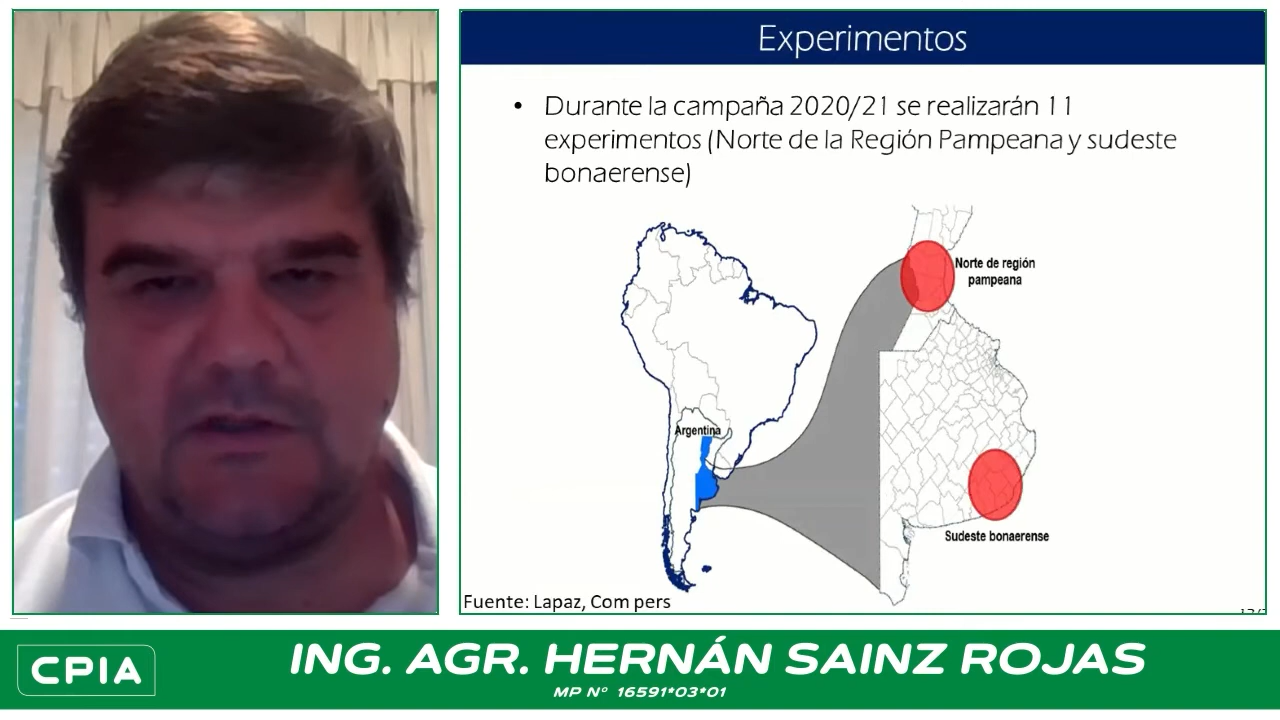 Experimentos
• Durante la campaña 2020/21 se realizarán 11
experimentos (Norte de la Región Pampeana y sudeste
bonaerense)
Norte de región
pampeana
Argentina
Sudeste bonaerense
Fuente: Lapaz, Com pers
CPIA
ING. AGR. HERNÁN SAINZ ROJAS
MP Nº 16591*03*01